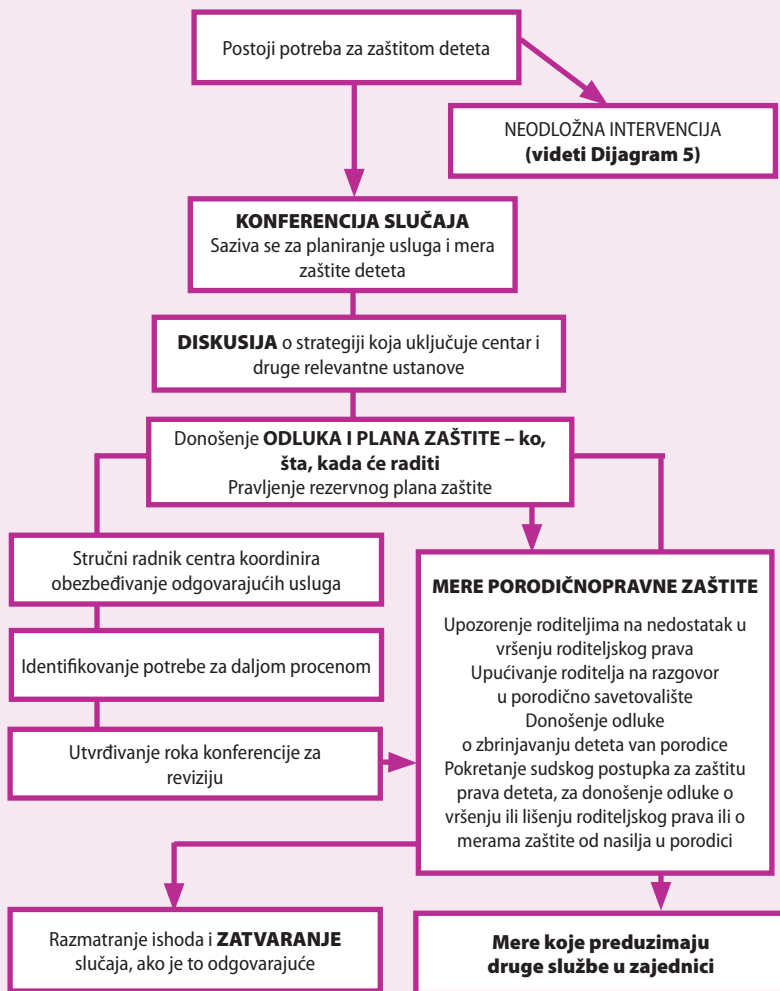 Postoji potreba za zaštitom deteta
NEODLOŽNA INTERVENCIJA
(videti Dijagram 5)
KONFERENCIJA SLUČAJA
Saziva se za planiranje usluga i mera
zaštite deteta
DISKUSIJA o strategiji koja uključuje centar i
druge relevantne ustanove
Donošenje ODLUKA I PLANA ZAŠTITE – ko,
šta, kada će raditi
Pravljenje rezervnog plana zaštite
Stručni radnik centra koordinira
obezbeđivanje odgovarajućih usluga
Identifikovanje potrebe za daljom procenom
Utvrđivanje roka konferencije za
reviziju
MERE PORODIČNOPRAVNE ZAŠTITE
Upozorenje roditeljima na nedostatak u
vršenju roditeljskog prava
Upućivanje roditelja na razgovor
u porodično savetovalište
Donošenje odluke
o zbrinjavanju deteta van porodice
Pokretanje sudskog postupka za zaštitu
prava deteta, za donošenje odluke o
vršenju ili lišenju roditeljskog prava ili o
merama zaštite od nasilja u porodici
Razmatranje ishoda i ZATVARANJE
slučaja, ako je to odgovarajuće
Mere koje preduzimaju
druge službe u zajednici